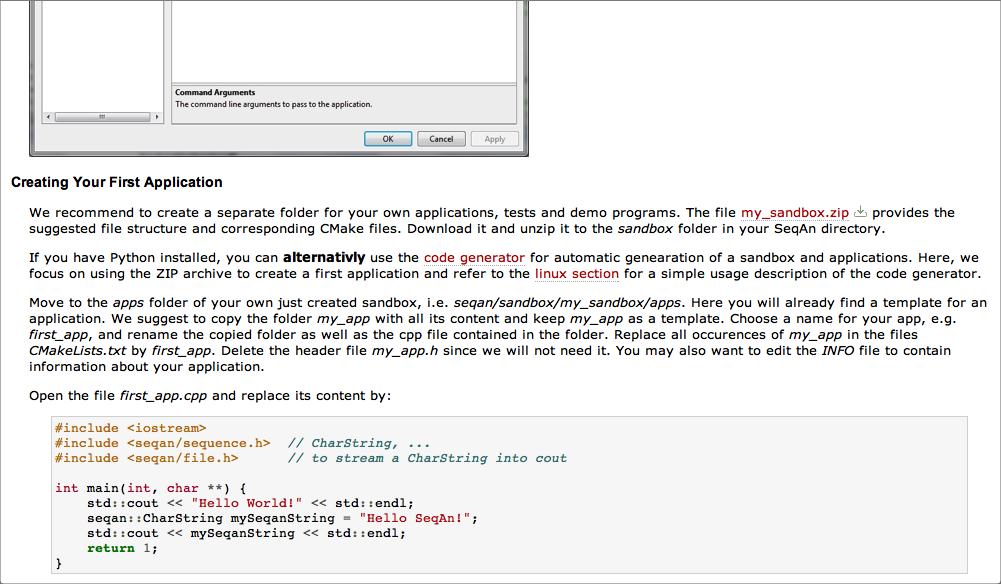 Command Arguments
The command line arguments to pass to the application.
OK Cancel Apply
Creating Your First Application
We recommend to create a separate folder for your own applications, tests and demo programs. The file my_sandbox.zip provides the
suggested file structure and corresponding CMake files. Download it and unzip it to the sandbox folder in your SeqAn directory.
If you have Python installed, you can alternativly use the code generator for automatic genearation of a sandbox and applications. Here, we
focus on using the ZIP archive to create a first application and refer to the linux section for a simple usage description of the code generator.
Move to the apps folder of your own just created sandbox, i.e. seqan/sandbox/my_sandbox/apps. Here you will already find a template for an
application. We suggest to copy the folder my_app with all its content and keep my_app as a template. Choose a name for your app, e.g.
first_app, and rename the copied folder as well as the cpp file contained in the folder. Replace all occurences of my_app in the files
CMakeLists.txt by first_app. Delete the header file my_app.h since we will not need it. You may also want to edit the INFO file to contain
information about your application.
Open the file first_app.cpp and replace its content by:
#include <iostream>
#include <seqan/sequence.h>  // CharString, ...
#include <seqan/file.h>      // to stream a CharString into cout
int main(int, char **) {
    std::cout << "Hello World!" << std::endl;
    seqan::CharString mySeqanString = "Hello SeqAn!";
    std::cout << mySeqanString << std::endl;
    return 1;
}